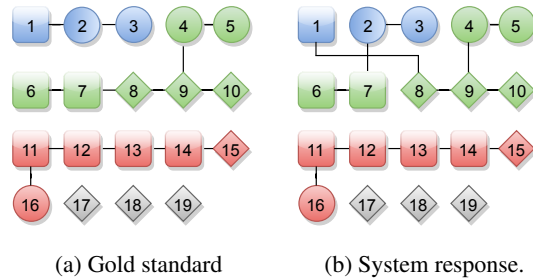 1 2 3 4 5 1 2 3 4 5
6 7 8 9 10 6 7 8 9 10
11 12 13 14 15 11 12 13 14 15
16 17 18 19 16 17 18 19
(a) Gold standard (b) System response.